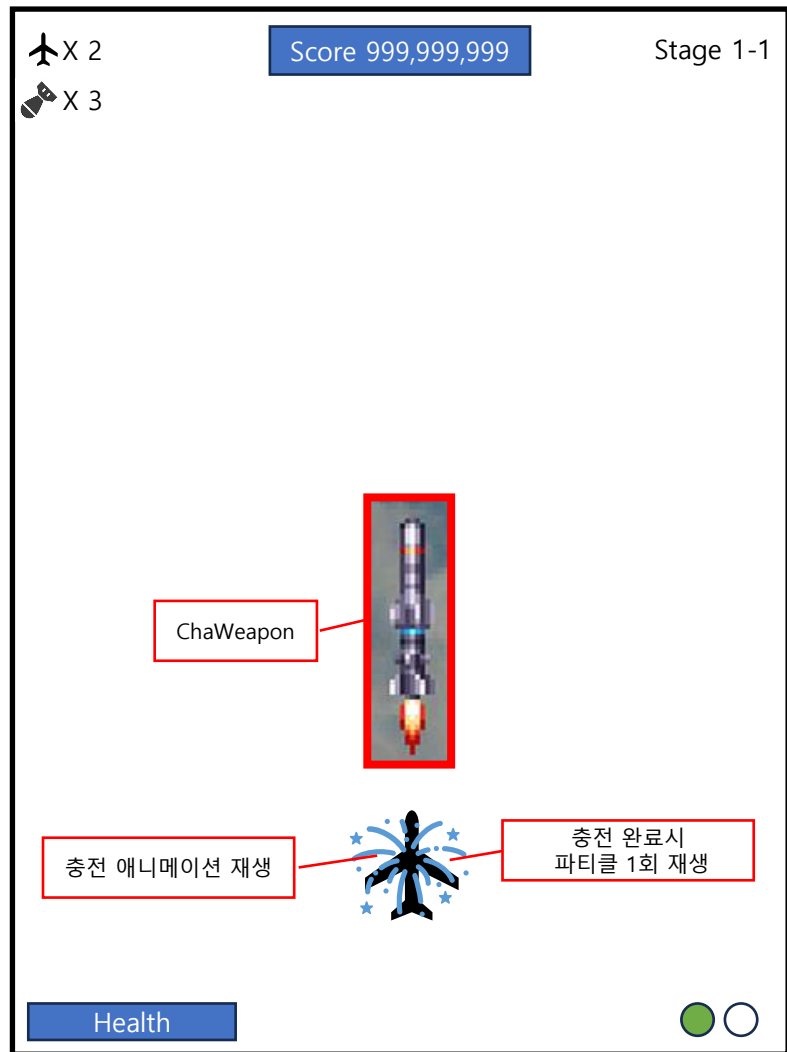 X 2
Score 999,999,999
Stage 1-1
X 3
ChaWeapon
충전 애니메이션 재생
충전 완료시
파티클 1회 재생
Health